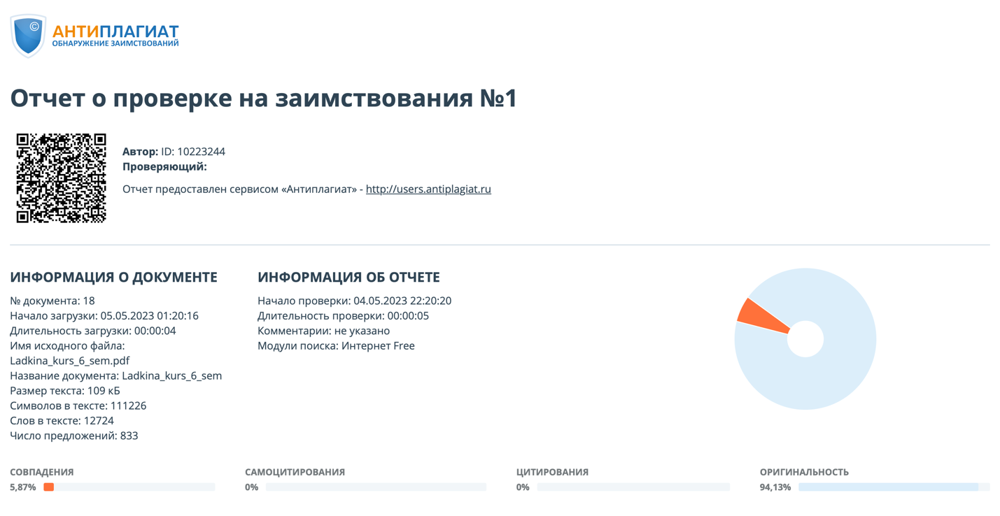 ©
АНТИПЛАГИАТ
ОБНАРУЖЕНИЕ ЗАИМСТВОВАНИЙ
Отчет о проверке на заимствования №1
Автор: ID: 10223244
Проверяющий:
Отчет предоставлен сервисом «Антиплагиат» - http://users.antiplagiat.ru
ИНФОРМАЦИЯ О ДОКУМЕНТЕ
№ документа: 18
Начало загрузки: 05.05.2023 01:20:16
Длительность загрузки: 00:00:04
Имя исходного файла:
Ladkina_kurs_6_sem.pdf
Название документа: Ladkina_kurs_6_sem
Размер текста: 109 кБ
Символов в тексте: 111226
Слов в тексте: 12724
Число предложений: 833
ИНФОРМАЦИЯ ОБ ОТЧЕТЕ
Начало проверки: 04.05.2023 22:20:20
Длительность проверки: 00:00:05
Комментарии: не указано
Модули поиска: Интернет Free
СОВПАДЕНИЯ
5,87%
САМОЦИТИРОВАНИЯ
0%
ЦИТИРОВАНИЯ
0%
ОРИГИНАЛЬНОСТЬ
94,13%